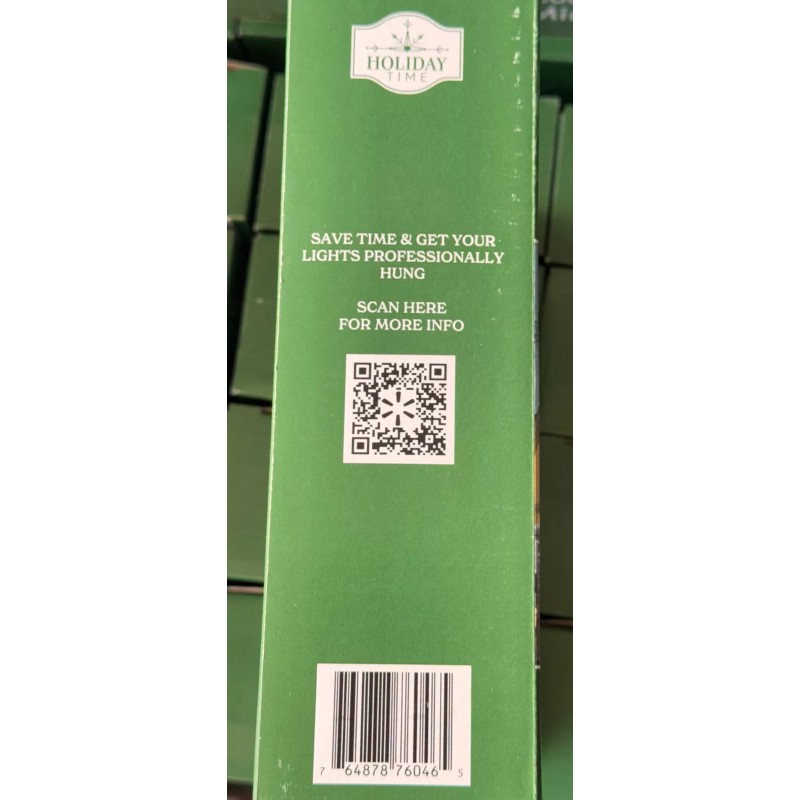 HOLIDAY
TIME
SAVE TIME & GET YOUR
LIGHTS PROFESSIONALLY
HUNG
SCAN HERE
FOR MORE INFO
7 64878 76046 5